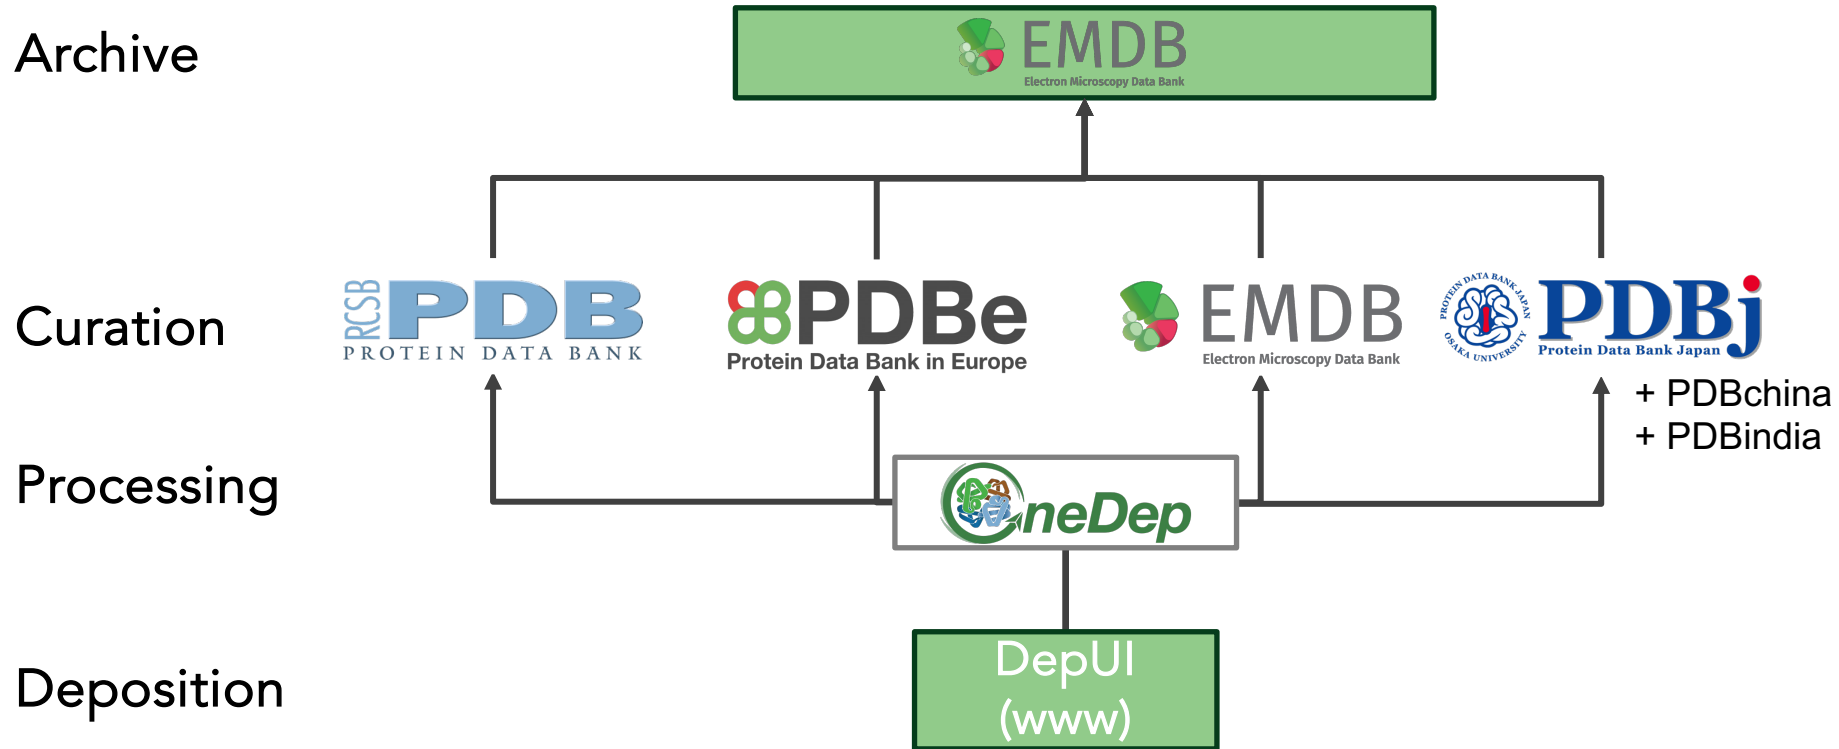 Archive
EMDB
Electron Microscopy Data Bank
Curation
RCSB
PDB
PROTEIN DATA BANK
PDBe
Protein Data Bank in Europe
EMDB
Electron Microscopy Data Bank
PROTEIN DATA BANK JAPAN
OSAKA UNIVERSITY
PDBj
Protein Data Bank Japan
+ PDBchina
+ PDBindia
Processing
OneDep
Deposition
DepUI
(www)